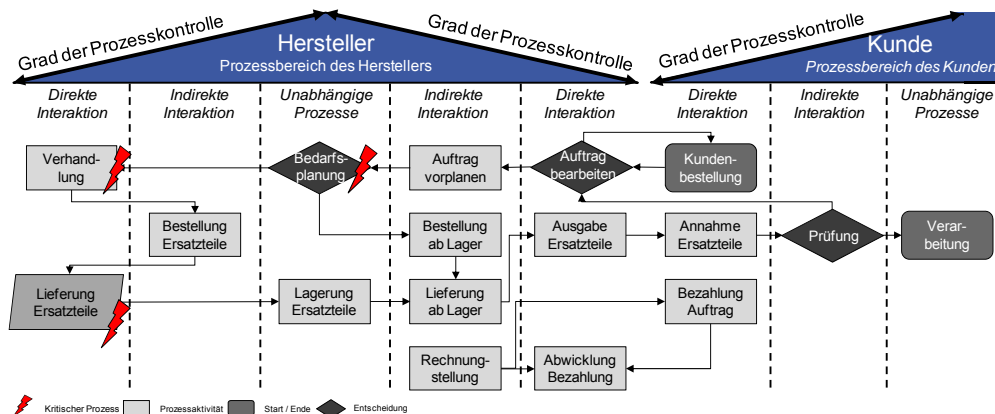 Grad der Prozesskontrolle
Grad der Prozesskontrolle
Grad der Prozesskontrolle
Hersteller
Prozessbereich des Herstellers
Kunde
Prozessbereich des Kunden
Direkte
Interaktion
Indirekte
Interaktion
Unabhängige
Prozesse
Indirekte
Interaktion
Direkte
Interaktion
Direkte
Interaktion
Indirekte
Interaktion
Unabhängige
Prozesse
Verhand-
lung
Bedarfs-
planung
Auftrag
vorplanen
Auftrag
bearbeiten
Kunden-
bestellung
Bestellung
Ersatzteile
Bestellung
ab Lager
Ausgabe
Ersatzteile
Annahme
Ersatzteile
Prüfung
Verar-
beitung
Lieferung
Ersatzteile
Lagerung
Ersatzteile
Lieferung
ab Lager
Bezahlung
Auftrag
Rechnung-
stellung
Abwicklung
Bezahlung
Kritischer Prozess
Prozessaktivität
Start / Ende
Entscheidung